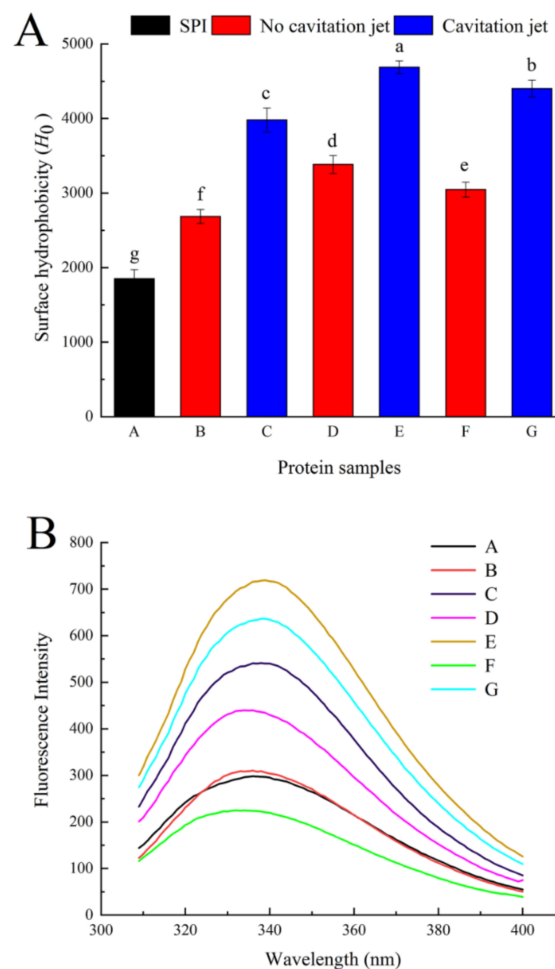 A
SPI No cavitation jet Cavitation jet
Surface hydrophobicity (H0)
5000
4000
3000
2000
1000
0
g
f
c
d
a
e
b
A B C D E F G
Protein samples
B
Fluorescence Intensity
800
700
600
500
400
300
200
100
0
A
B
C
D
E
F
G
300 320 340 360 380 400
Wavelength (nm)